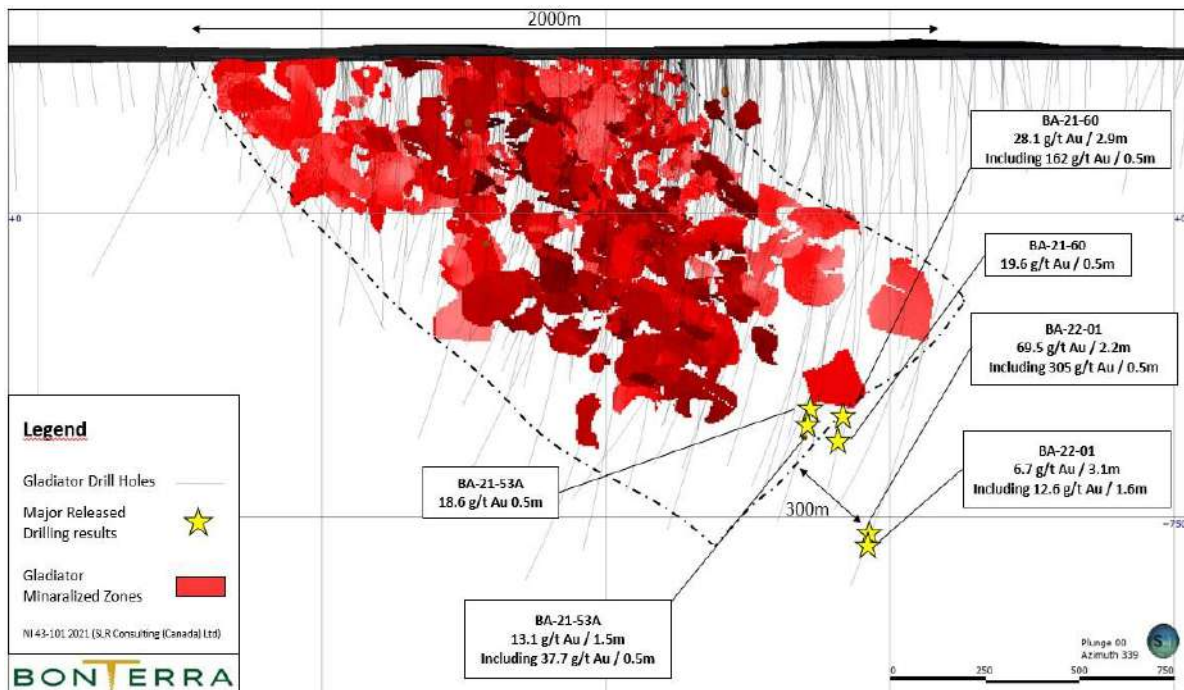 2000m
BA-21-60
28.1 g/t Au / 2.9m
Including 162 g/t Au / 0.5m
+0
BA-21-60
19.6 g/t Au / 0.5m
BA-22-01
69.5 g/t Au / 2.2m
Including 305 g/t Au / 0.5m
Legend
Gladiator Drill Holes
Major Released
Drilling results
Gladiator
Minaralized Zones
NI 43-101 2021 (SLR Consulting (Canada) Ltd)
BONTERRA
BA-21-53A
18.6 g/t Au 0.5m
BA-22-01
6.7 g/t Au / 3.1m
Including 12.6 g/t Au / 1.6m
300m
-750
BA-21-53A
13.1 g/t Au / 1.5m
Including 37.7 g/t Au / 0.5m
Plunge 00
Azimuth 339
0 250 500 750